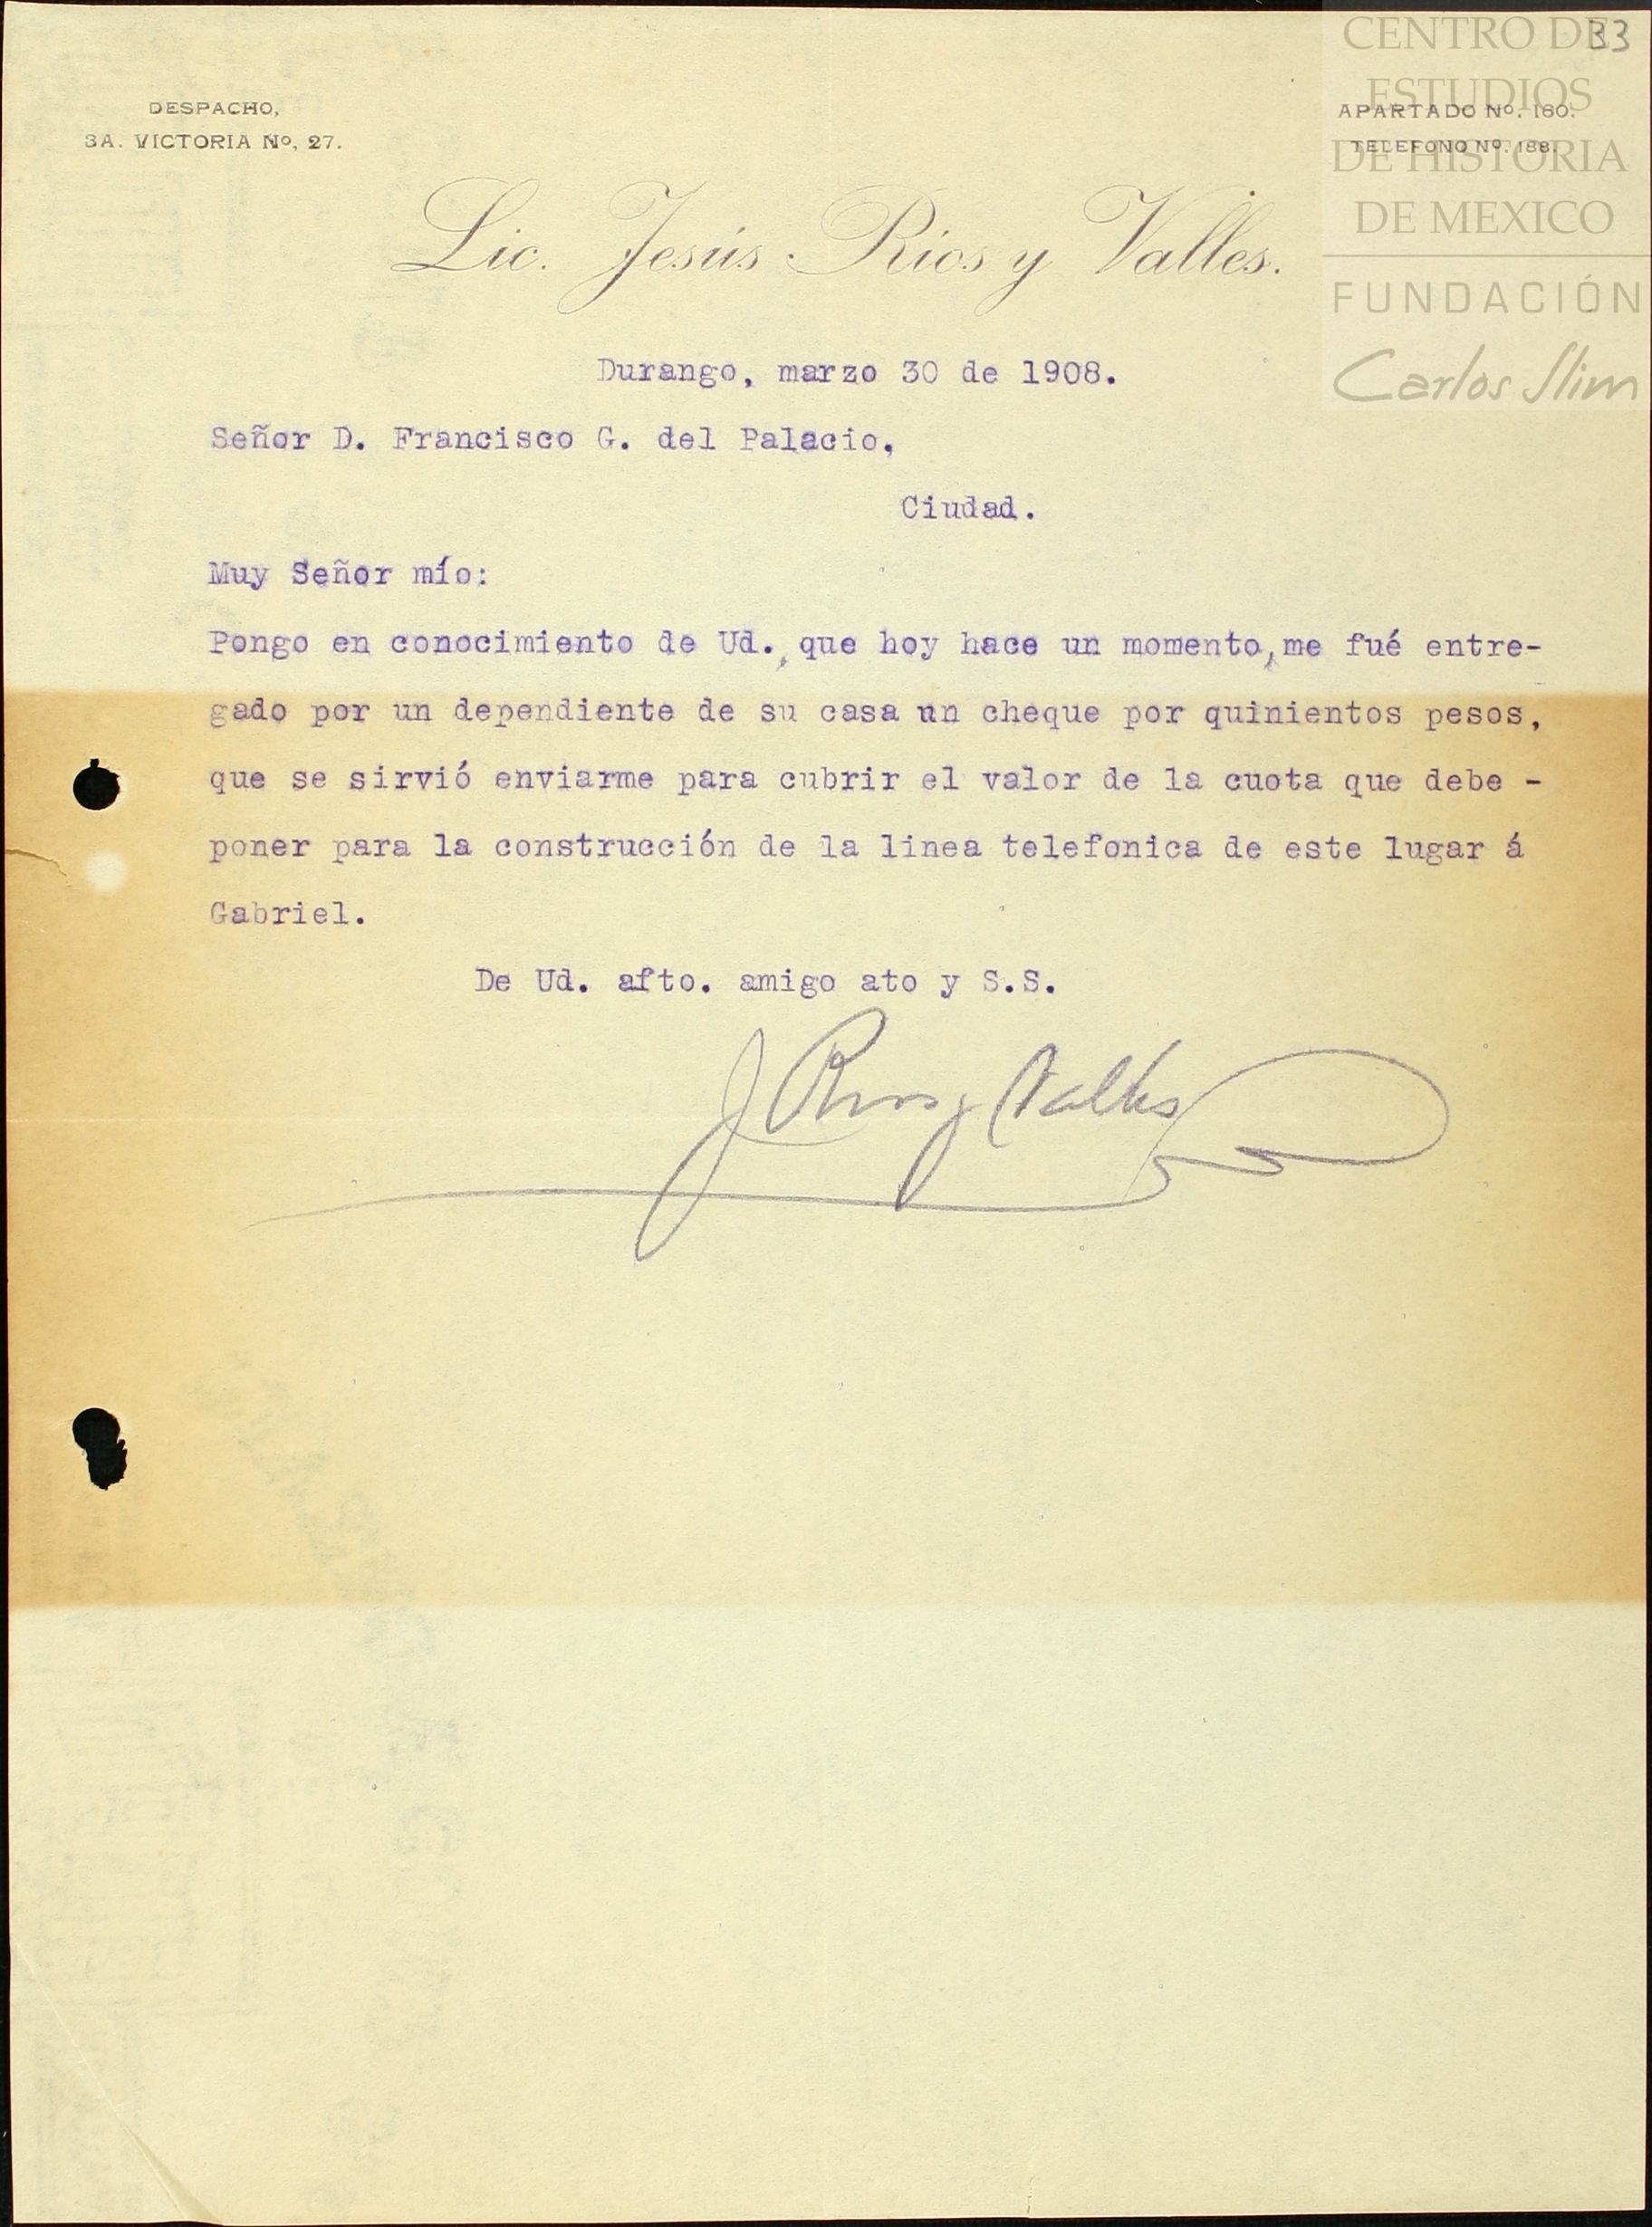 33
CENTRO DE
ESTUDIOS
DE HISTORIA
DE MEXICO
FUNDACIÓN
Carlos Slim
DESPACHO,
3A. VICTORIA Nº, 27.
APARTADO Nº. 180.
TELEFONO Nº. 188.
Lic. Jesús Rios y Valles.
Durango, marzo 30 de 1908.
Señor D. Francisco G. del Palacio,
Ciudad.
Muy Señor mío:
Pongo en conocimiento de Ud., que hoy hace un momento, me fué entre-
gado por un dependiente de su casa un cheque por quinientos pesos,
que se sirvió enviarme para cubrir el valor de la cuota que debe -
poner para la construcción de la linea telefonica de este lugar á
Gabriel.
De Ud. afto. amigo ato y S.S.
J Rios y Valles